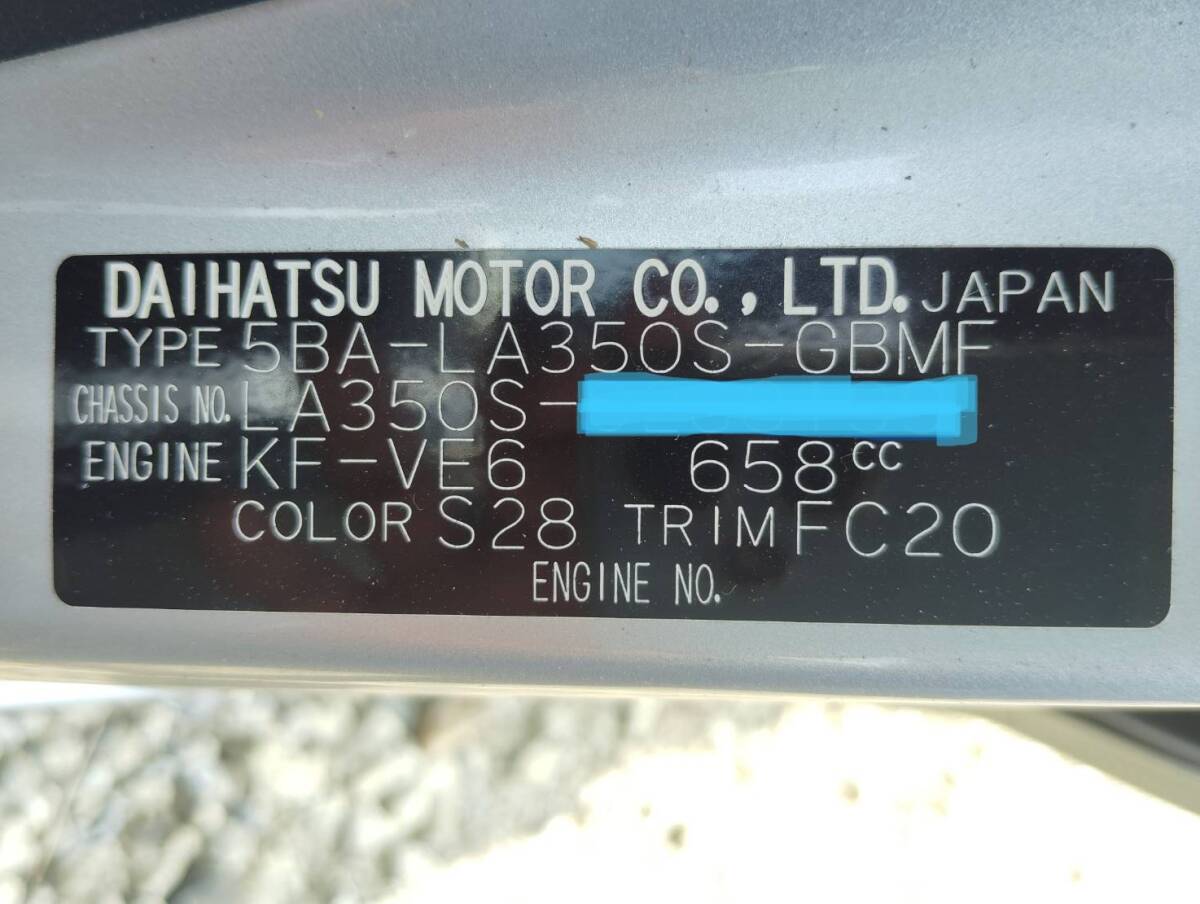 DAIHATSU MOTOR CO., LTD. JAPAN
TYPE 5BA-LA350S-GBMF
CHASSIS NO. LA350S-
ENGINE KF-VE6 658cc
COLOR S28 TRIM FC20
ENGINE NO.